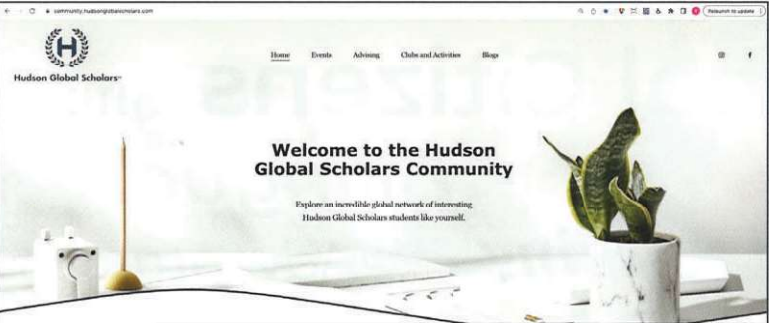 community.hudsonglobalscholars.com
Relaunch to update
H
Hudson Global Scholars
Home Events Advising Clubs and Activities Blogs
Welcome to the Hudson
Global Scholars Community
Explore an incredible global network of interesting
Hudson Global Scholars students like yourself.